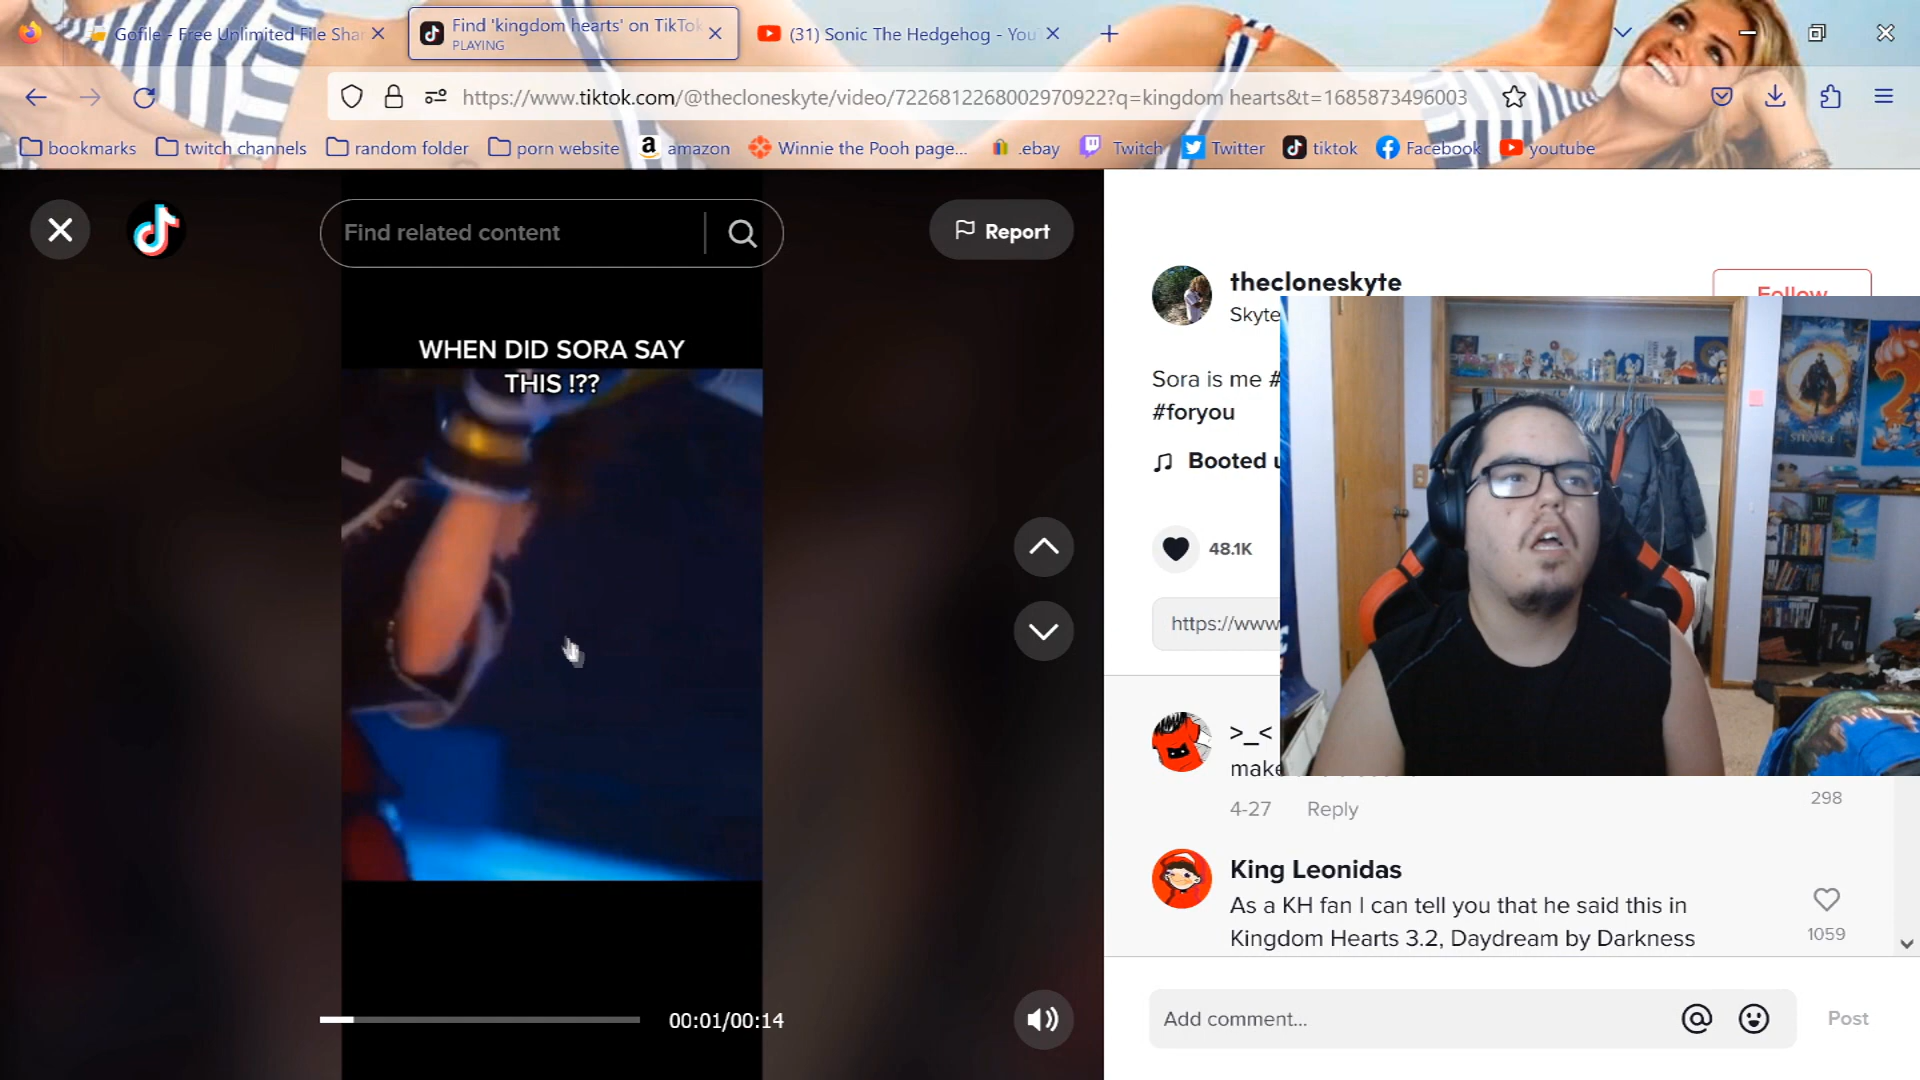 Gofile - Free Unlimited File Shar
Find 'kingdom hearts' on TikTok
PLAYING
(31) Sonic The Hedgehog - You
https://www.tiktok.com/@thecloneskyte/video/7226812268002970922?q=kingdom hearts&t=1685873496003
bookmarks
twitch channels
random folder
porn website
amazon
Winnie the Pooh page...
.ebay
Twitch
Twitter
tiktok
Facebook
youtube
Find related content
Report
WHEN DID SORA SAY
THIS !??
00:01/00:14
thecloneskyte
Skyte
Follow
Sora is me #
#foryou
Booted u
48.1K
https://www
>_<
make
4-27 Reply
298
King Leonidas
As a KH fan I can tell you that he said this in
Kingdom Hearts 3.2, Daydream by Darkness
1059
Add comment...
Post
STRANGE